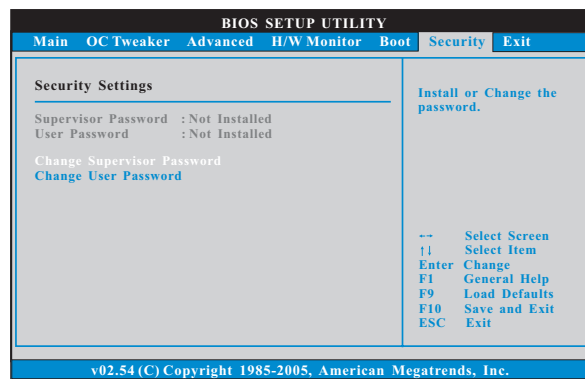 BIOS SETUP UTILITY
Main OC Tweaker Advanced H/W Monitor Boot Security Exit
Security Settings
Supervisor Password : Not Installed
User Password : Not Installed
Change Supervisor Password
Change User Password
Install or Change the
password.
←→ Select Screen
↑↓ Select Item
Enter Change
F1 General Help
F9 Load Defaults
F10 Save and Exit
ESC Exit
v02.54 (C) Copyright 1985-2005, American Megatrends, Inc.